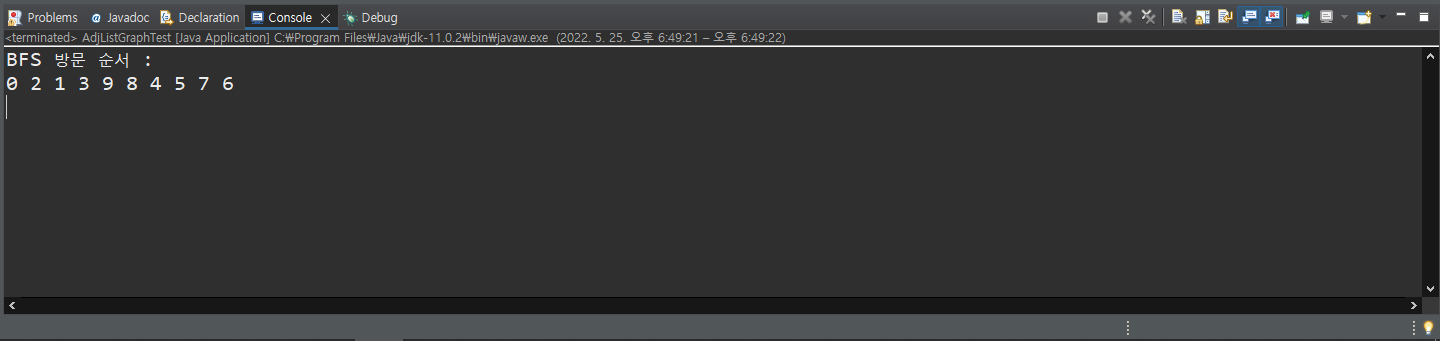 Problems Javadoc Declaration Console Debug
<terminated> AdjListGraphTest [Java Application] C:₩Program Files₩Java₩jdk-11.0.2₩bin₩javaw.exe (2022. 5. 25. 오후 6:49:21 – 오후 6:49:22)
BFS 방문 순서 :
0 2 1 3 9 8 4 5 7 6